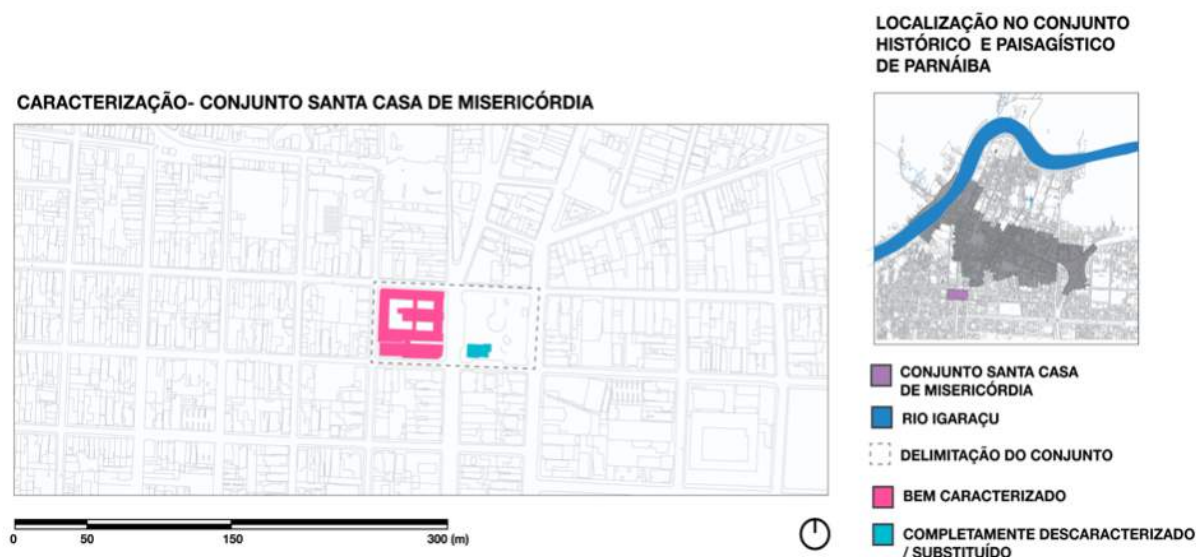 LOCALIZAÇÃO NO CONJUNTO
HISTÓRICO E PAISAGÍSTICO
DE PARNÁIBA
CARACTERIZAÇÃO- CONJUNTO SANTA CASA DE MISERICÓRDIA
CONJUNTO SANTA CASA
DE MISERICÓRDIA
RIO IGARAÇU
DELIMITAÇÃO DO CONJUNTO
BEM CARACTERIZADO
COMPLETAMENTE DESCARACTERIZADO
/ SUBSTITUÍDO
0 50 150 300 (m)